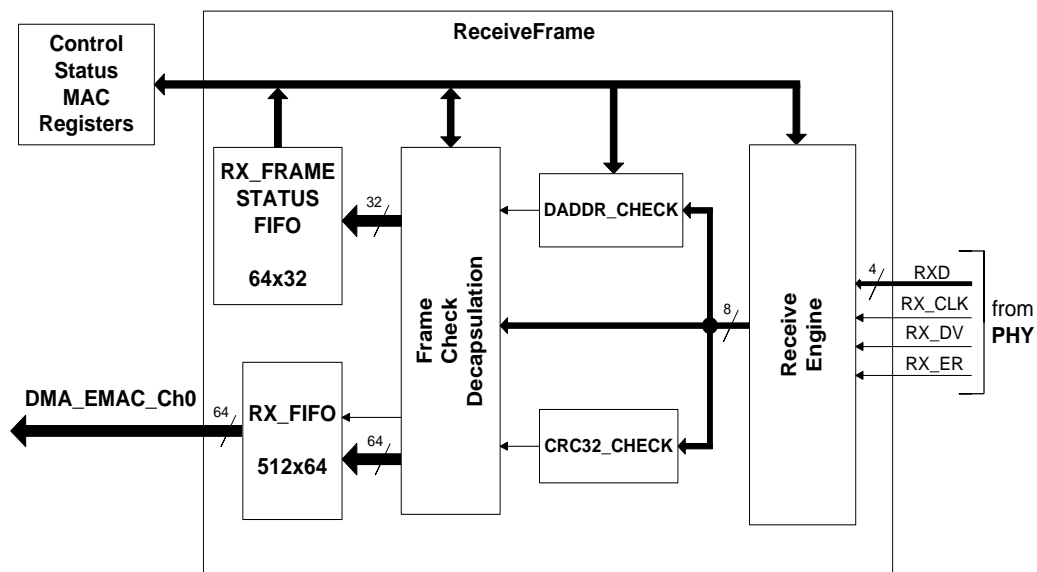 ReceiveFrame
Control
Status
MAC
Registers
RX_FRAME
STATUS
FIFO
64x32
32
Frame
Check
Decapsulation
DADDR_CHECK
8
Receive
Engine
4
RXD
RX_CLK
RX_DV
RX_ER
from
PHY
DMA_EMAC_Ch0
64
RX_FIFO
512x64
64
CRC32_CHECK